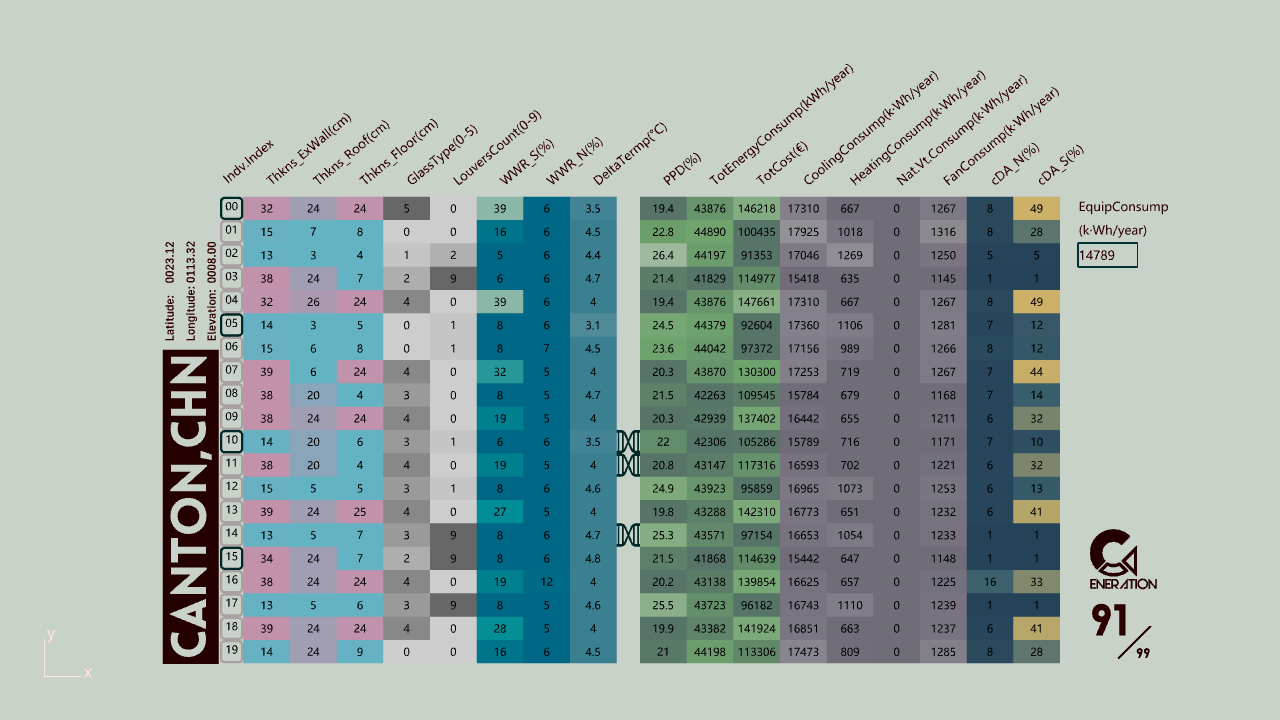 Indv.Index Thkns_ExWall(cm) Thkns_Roof(cm) Thkns_Floor(cm) GlassType(0-5) LouversCount(0-9) WWR_S(%) WWR_N(%) DeltaTermp(°C) PPD(%) TotEnergyConsump(kWh/year) TotCost(€) CoolingConsump(k·Wh/year) HeatingConsump(k·Wh/year) Nat.Vt.Consump(k·Wh/year) FanConsump(k·Wh/year) cDA_N(%) cDA_S(%)
00 32 24 24 5 0 39 6 3.5 19.4 43876 146218 17310 667 0 1267 8 49
01 15 7 8 0 0 16 6 4.5 22.8 44890 100435 17925 1018 0 1316 8 28
02 13 3 4 1 2 5 6 4.4 26.4 44197 91353 17046 1269 0 1250 5 5
03 38 24 7 2 9 6 6 4.7 21.4 41829 114977 15418 635 0 1145 1 1
04 32 26 24 4 0 39 6 4 19.4 43876 147661 17310 667 0 1267 8 49
05 14 3 5 0 1 8 6 3.1 24.5 44379 92604 17360 1106 0 1281 7 12
06 15 6 8 0 1 8 7 4.5 23.6 44042 97372 17156 989 0 1266 8 12
07 39 6 24 4 0 32 5 4 20.3 43870 130300 17253 719 0 1267 7 44
08 38 20 4 3 0 8 5 4.7 21.5 42263 109545 15784 679 0 1168 7 14
09 38 24 24 4 0 19 5 4 20.3 42939 137402 16442 655 0 1211 6 32
10 14 20 6 3 1 6 6 3.5 22 42306 105286 15789 716 0 1171 7 10
11 38 20 4 4 0 19 5 4 20.8 43147 117316 16593 702 0 1221 6 32
12 15 5 5 3 1 8 6 4.6 24.9 43923 95859 16965 1073 0 1253 6 13
13 39 24 25 4 0 27 5 4 19.8 43288 142310 16773 651 0 1232 6 41
14 13 5 7 3 9 8 6 4.7 25.3 43571 97154 16653 1054 0 1233 1 1
15 34 24 7 2 9 8 6 4.8 21.5 41868 114639 15442 647 0 1148 1 1
16 38 24 24 4 0 19 12 4 20.2 43138 139854 16625 657 0 1225 16 33
17 13 5 6 3 9 8 5 4.6 25.5 43723 96182 16743 1110 0 1239 1 1
18 39 24 24 4 0 28 5 4 19.9 43382 141924 16851 663 0 1237 6 41
19 14 24 9 0 0 16 6 4.5 21 44198 113306 17473 809 0 1285 8 28
Latitude: 0023.12
Longitude: 0113.32
Elevation: 0008.00
CANTON,CHN
EquipConsump
(k·Wh/year)
14789
ENERATION
91/99
y
x